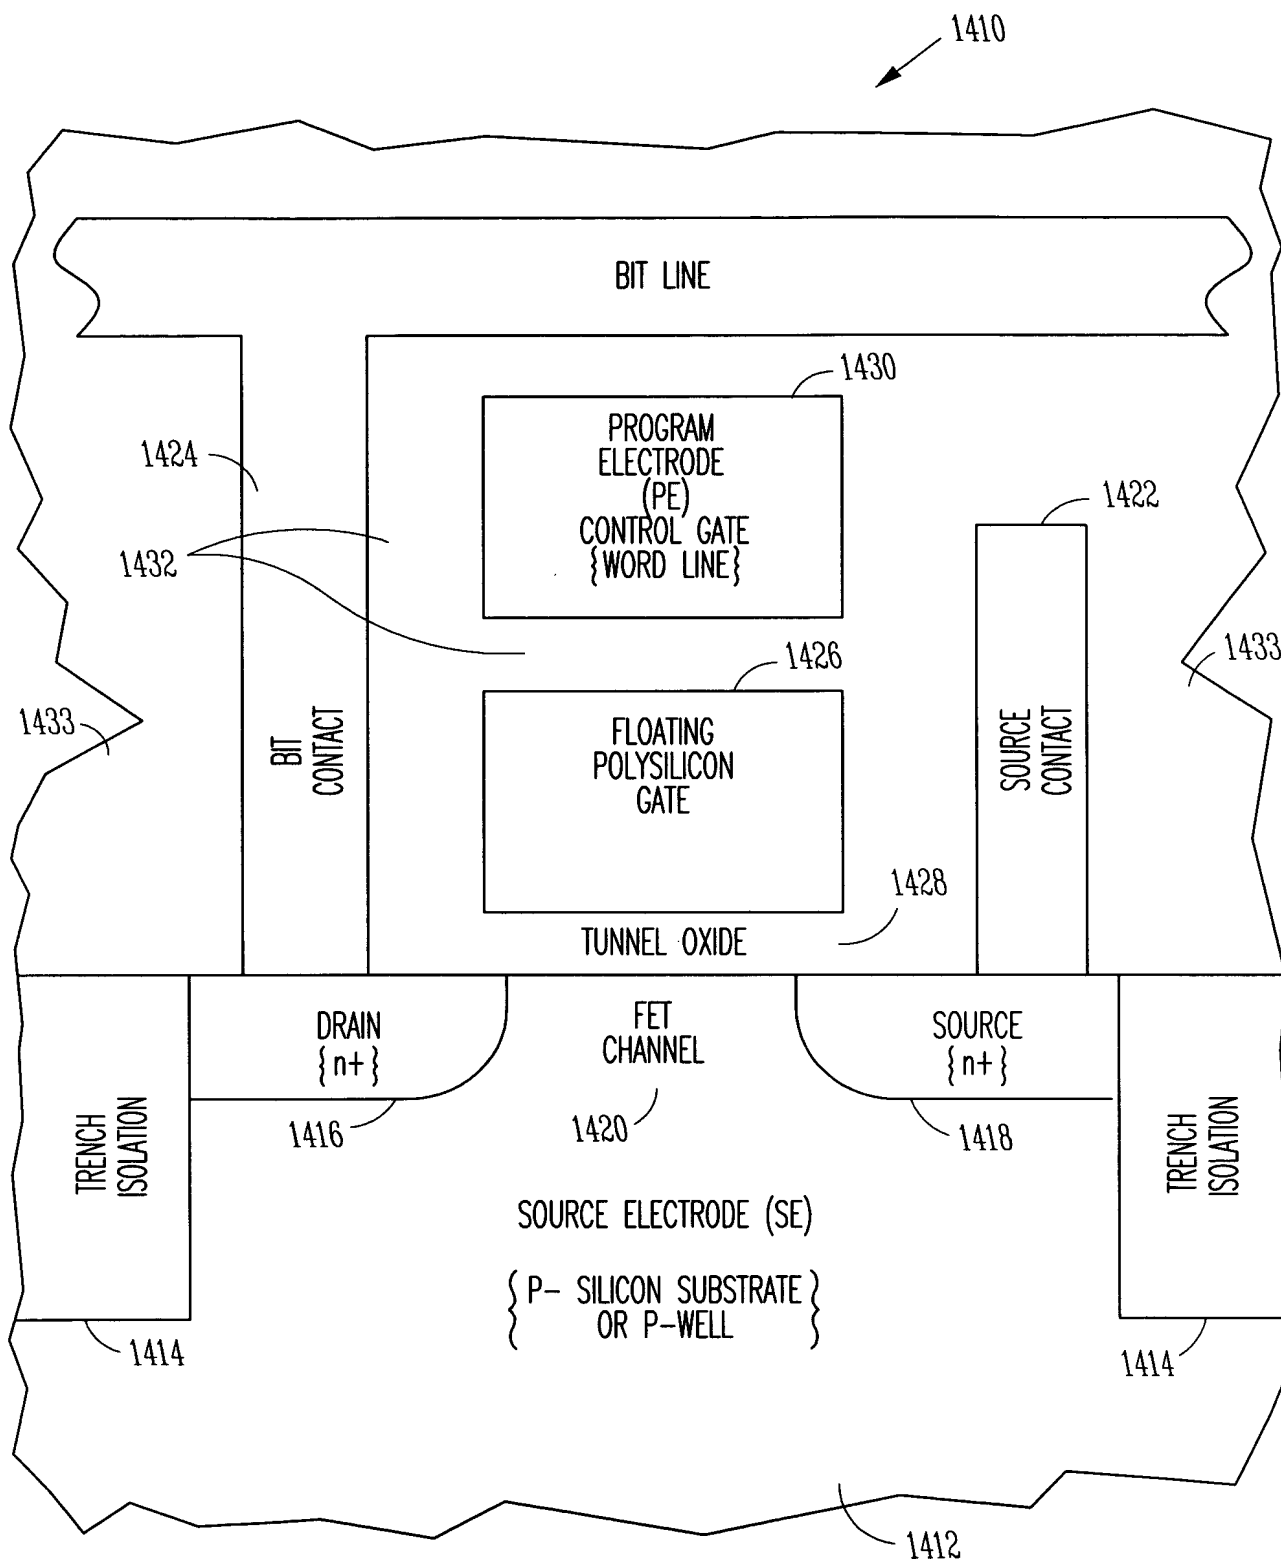 1410
BIT LINE
1430
PROGRAM
ELECTRODE
(PE)
CONTROL GATE
{WORD LINE}
1424
1422
1432
1426
1433
1433
FLOATING
POLYSILICON
GATE
BIT
CONTACT
SOURCE
CONTACT
1428
TUNNEL OXIDE
DRAIN
{n+}
FET
CHANNEL
SOURCE
{n+}
1416
1420
1418
TRENCH
ISOLATION
TRENCH
ISOLATION
SOURCE ELECTRODE (SE)
{P- SILICON SUBSTRATE
OR P-WELL}
1414
1414
1412